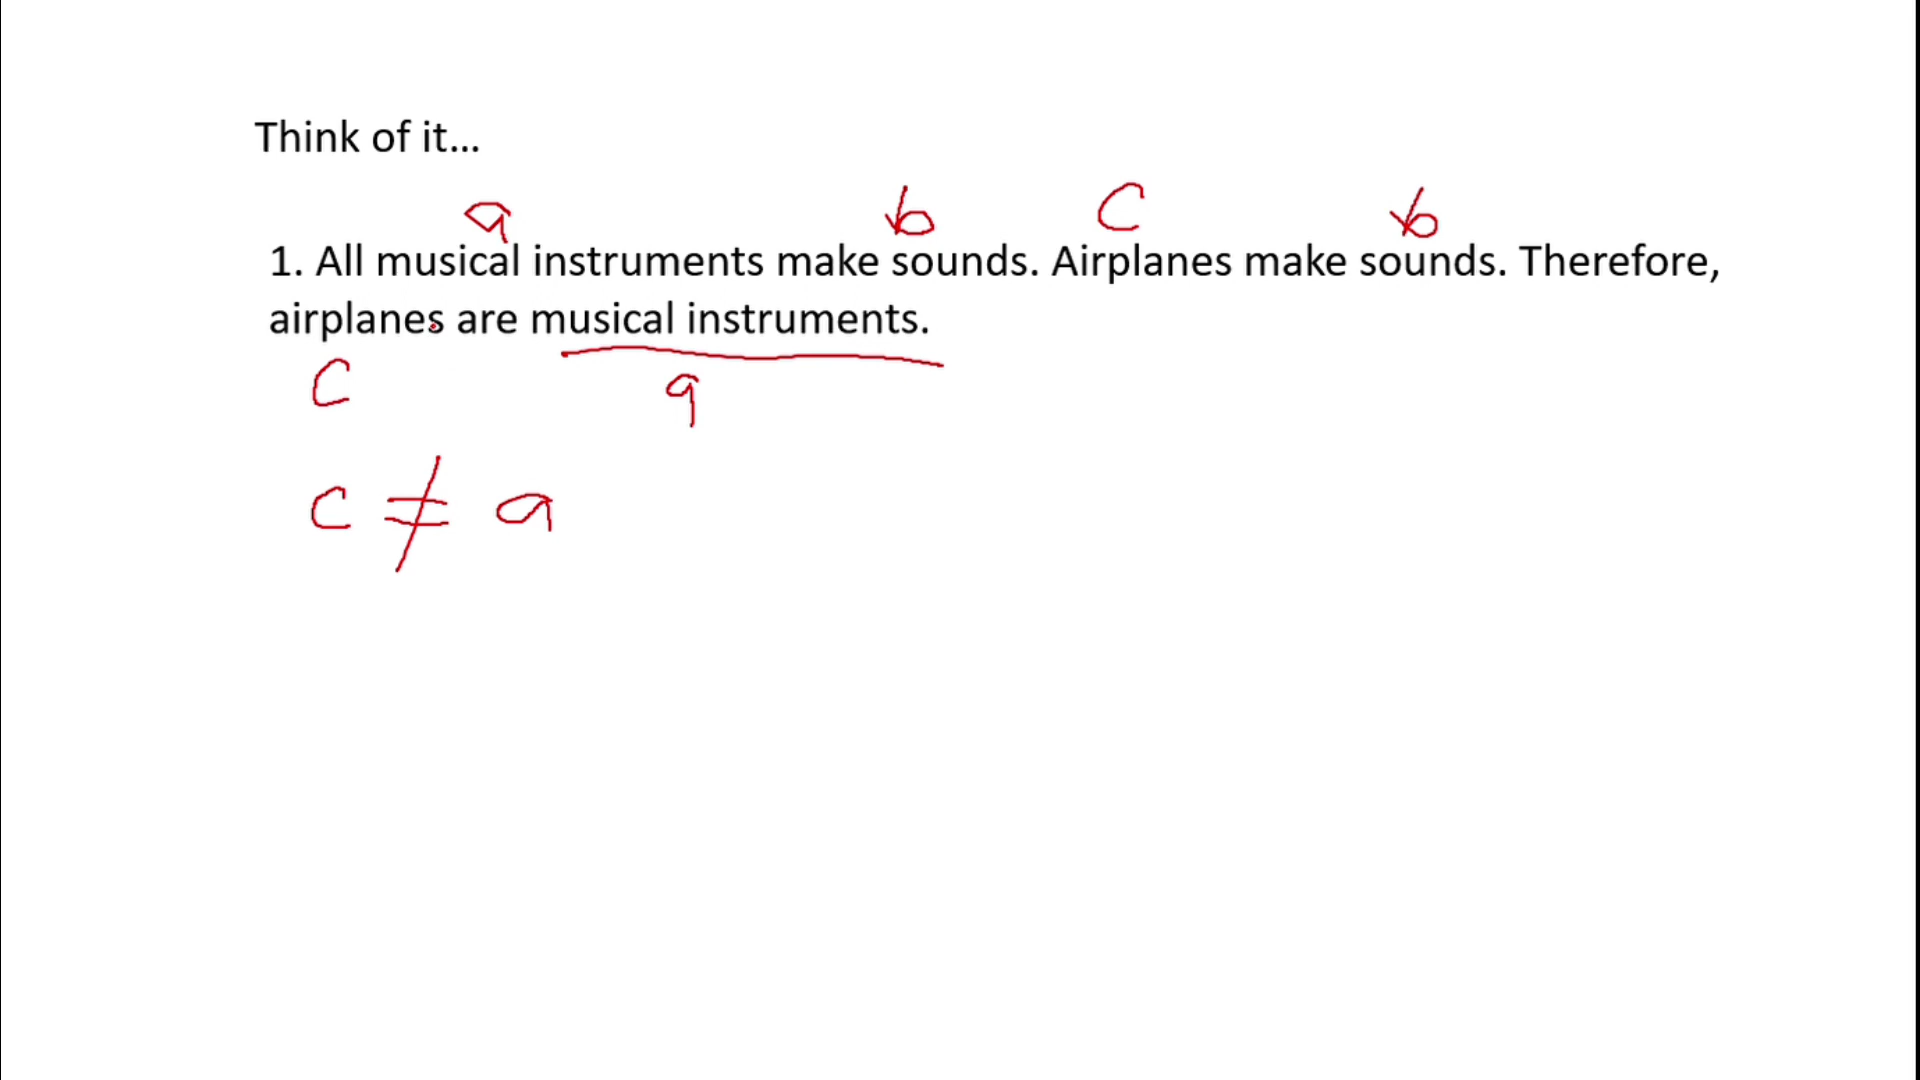 Think of it...
a b c b
1. All musical instruments make sounds. Airplanes make sounds. Therefore,
airplanes are musical instruments.
c a
c ≠ a